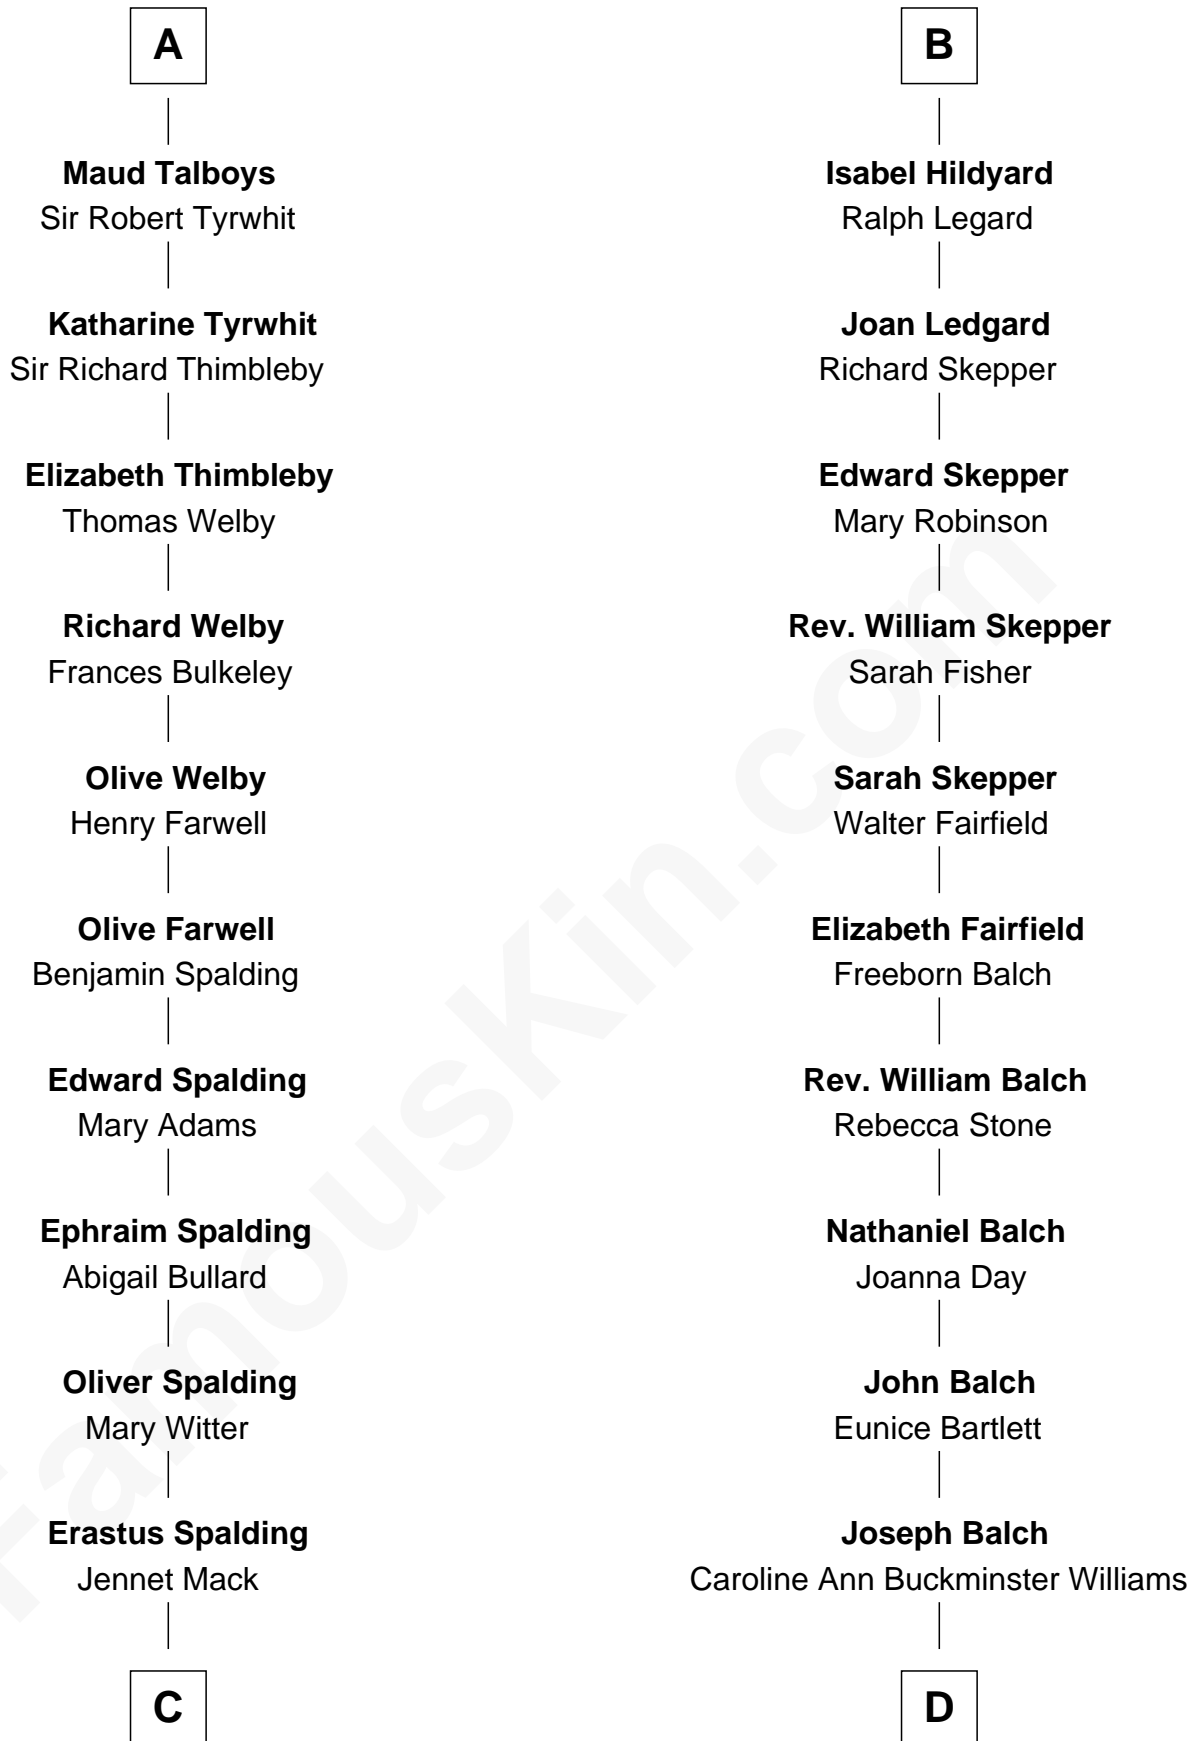 A
Maud Talboys
Sir Robert Tyrwhit
Katharine Tyrwhit
Sir Richard Thimbleby
Elizabeth Thimbleby
Thomas Welby
Richard Welby
Frances Bulkeley
Olive Welby
Henry Farwell
Olive Farwell
Benjamin Spalding
Edward Spalding
Mary Adams
Ephraim Spalding
Abigail Bullard
Oliver Spalding
Mary Witter
Erastus Spalding
Jennet Mack
C
B
Isabel Hildyard
Ralph Legard
Joan Ledgard
Richard Skepper
Edward Skepper
Mary Robinson
Rev. William Skepper
Sarah Fisher
Sarah Skepper
Walter Fairfield
Elizabeth Fairfield
Freeborn Balch
Rev. William Balch
Rebecca Stone
Nathaniel Balch
Joanna Day
John Balch
Eunice Bartlett
Joseph Balch
Caroline Ann Buckminster Williams
D
FamousKin.com